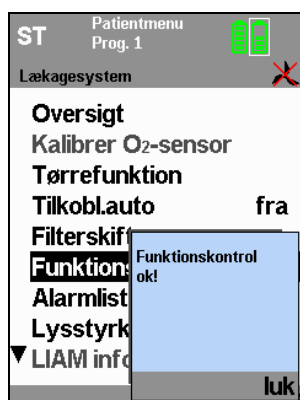 ST
Patientmenu
Prog. 1
Lækagesystem
Oversigt
Kalibrer O₂-sensor
Tørrefunktion
Tilkobl.auto fra
Filterskift
Funktions
Alarmlist
Lysstyrk
LIAM info
Funktionskontrol
ok!
luk